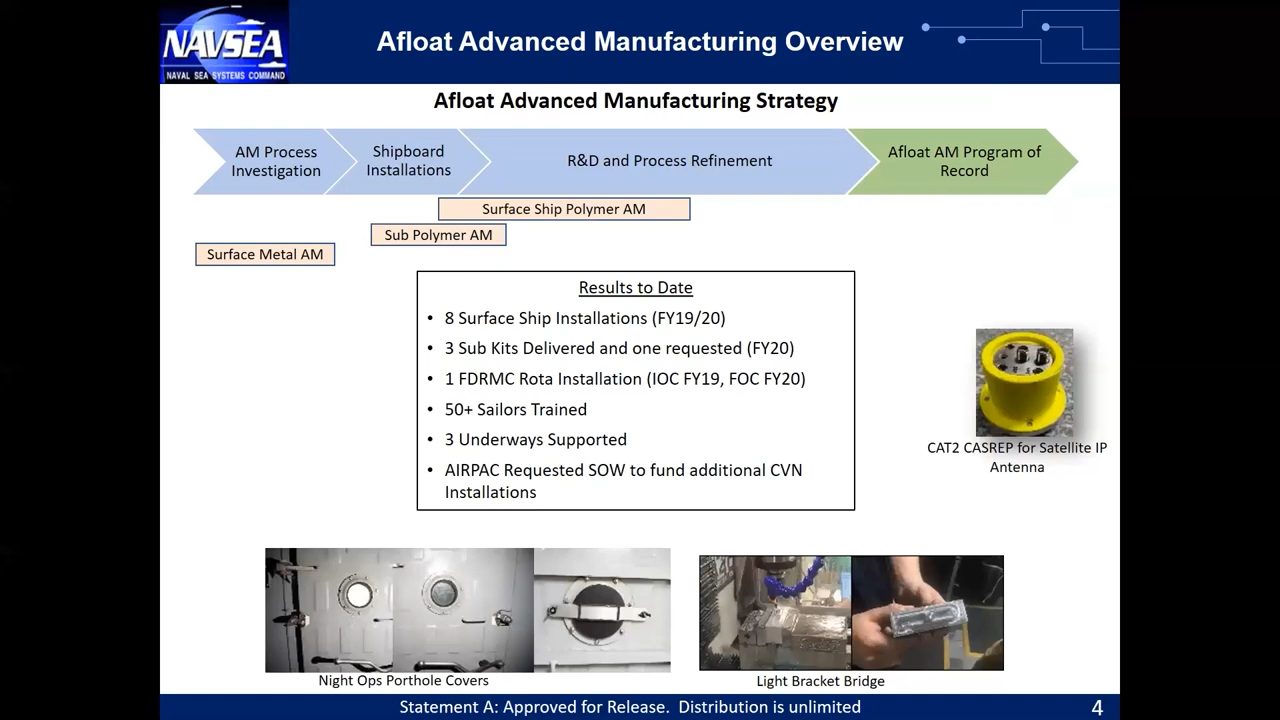 NAVSEA
NAVAL SEA SYSTEMS COMMAND
Afloat Advanced Manufacturing Overview
Afloat Advanced Manufacturing Strategy
AM Process
Investigation
Shipboard
Installations
R&D and Process Refinement
Afloat AM Program of
Record
Surface Ship Polymer AM
Sub Polymer AM
Surface Metal AM
Results to Date
• 8 Surface Ship Installations (FY19/20)
• 3 Sub Kits Delivered and one requested (FY20)
• 1 FDRMC Rota Installation (IOC FY19, FOC FY20)
• 50+ Sailors Trained
• 3 Underways Supported
• AIRPAC Requested SOW to fund additional CVN
Installations
CAT2 CASREP for Satellite IP
Antenna
Night Ops Porthole Covers
Light Bracket Bridge
Statement A: Approved for Release. Distribution is unlimited
4